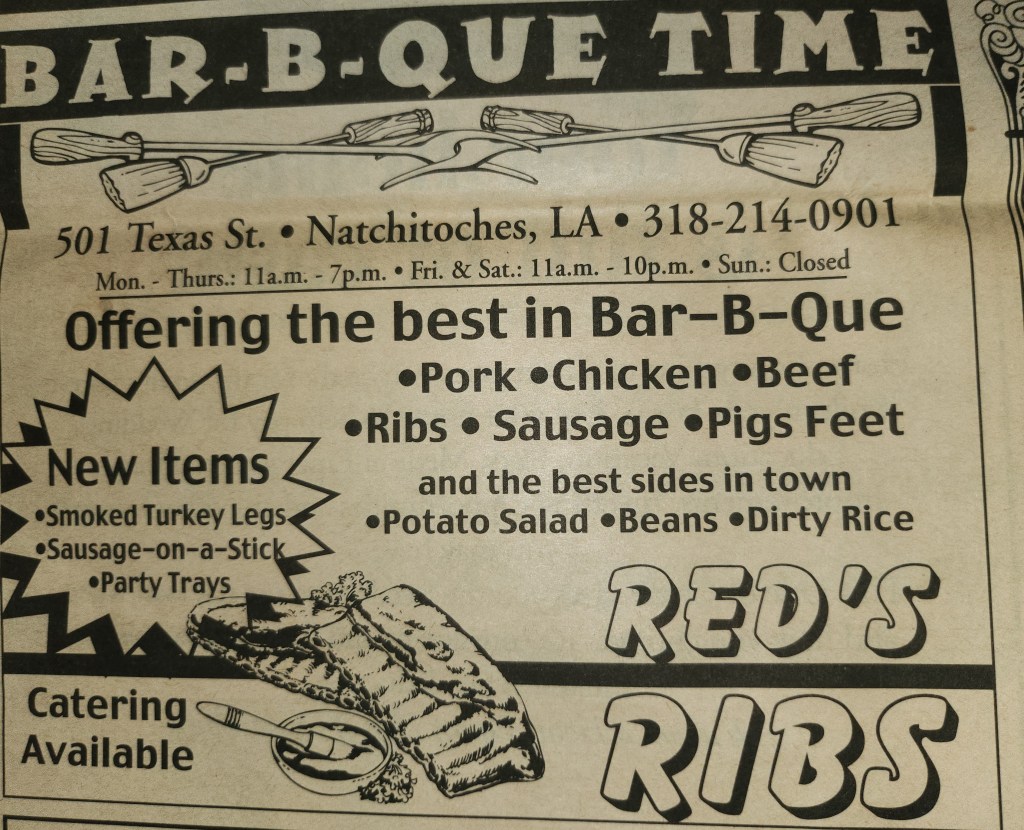 BAR-B-QUE TIME
501 Texas St. • Natchitoches, LA • 318-214-0901
Mon. - Thurs.: 11a.m. - 7p.m. • Fri. & Sat.: 11a.m. - 10p.m. • Sun.: Closed
Offering the best in Bar-B-Que
•Pork •Chicken •Beef
•Ribs • Sausage •Pigs Feet
and the best sides in town
•Potato Salad •Beans •Dirty Rice
New Items
•Smoked Turkey Legs
•Sausage-on-a-Stick
•Party Trays
RED'S
RIBS
Catering
Available